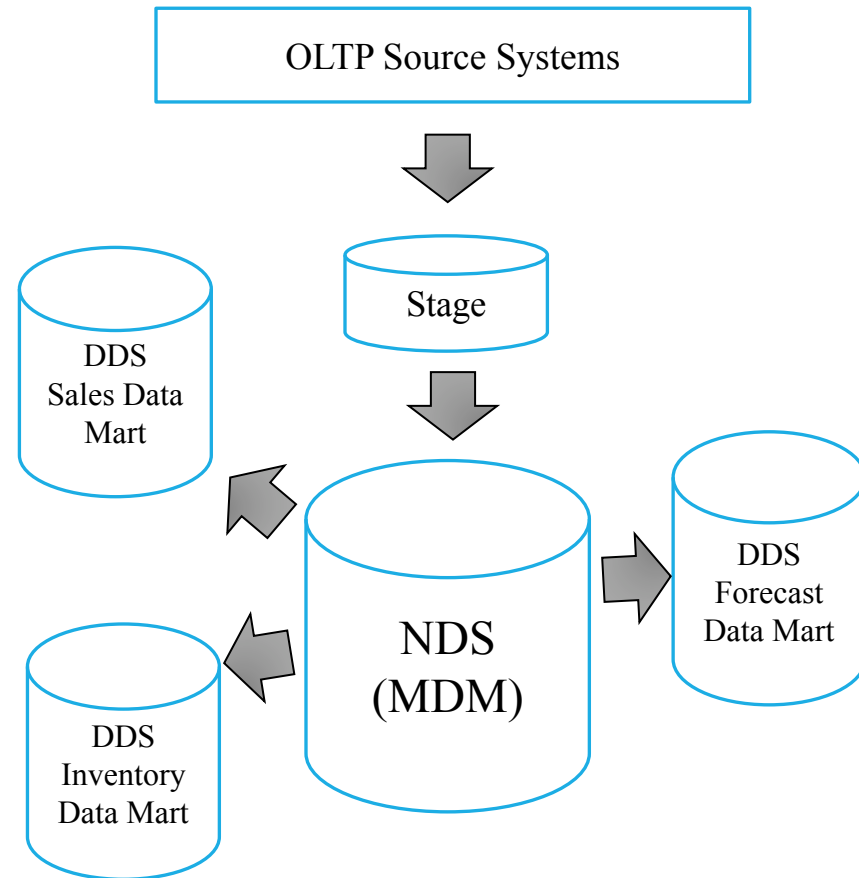 OLTP Source Systems
Stage
DDS
Sales Data
Mart
NDS
(MDM)
DDS
Forecast
Data Mart
DDS
Inventory
Data Mart